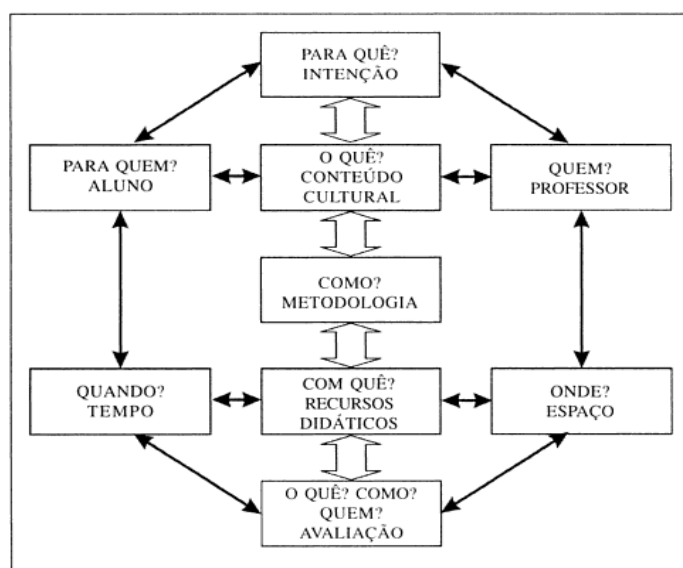 PARA QUÊ?
INTENÇÃO
PARA QUEM?
ALUNO
O QUÊ?
CONTEÚDO
CULTURAL
QUEM?
PROFESSOR
COMO?
METODOLOGIA
QUANDO?
TEMPO
COM QUÊ?
RECURSOS
DIDÁTICOS
ONDE?
ESPAÇO
O QUÊ? COMO?
QUEM?
AVALIAÇÃO